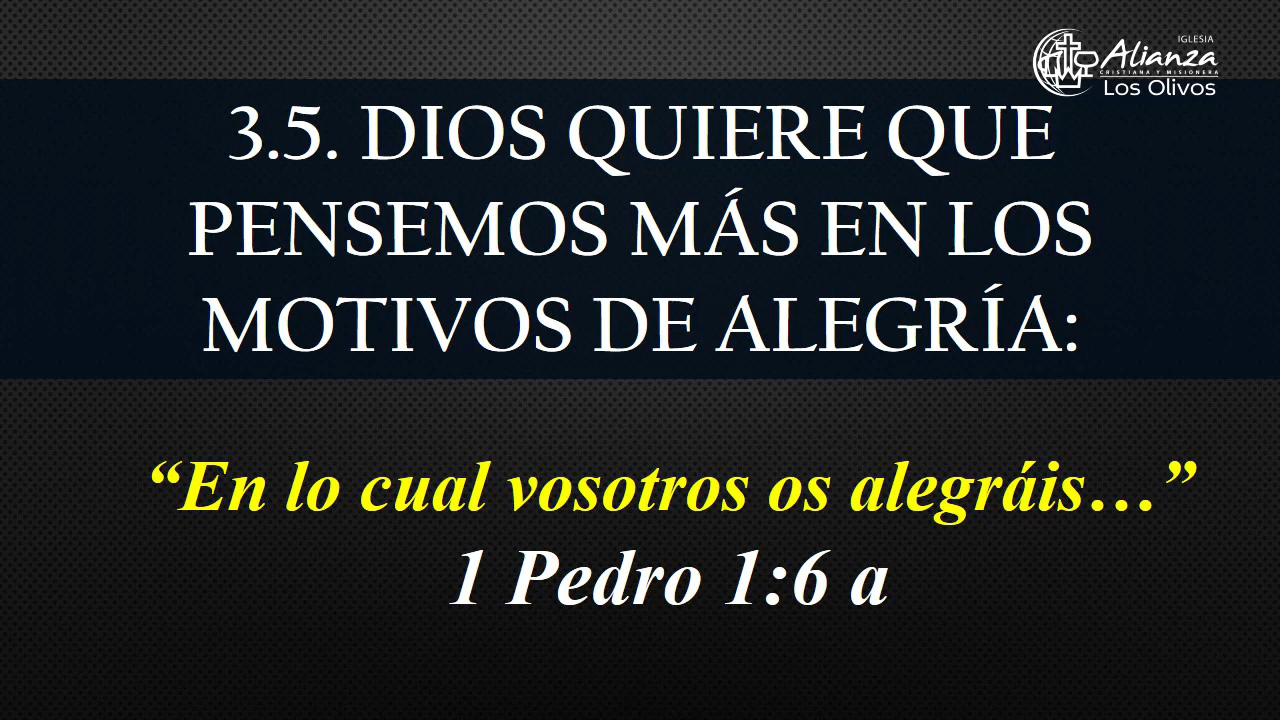 IGLESIA
Alianza
CRISTIANA Y MISIONERA
Los Olivos
3.5. DIOS QUIERE QUE
PENSEMOS MÁS EN LOS
MOTIVOS DE ALEGRÍA:
“En lo cual vosotros os alegráis…”
1 Pedro 1:6 a